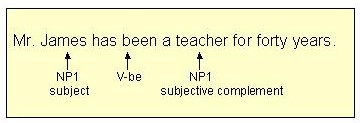 Mr. James has been a teacher for forty years.
NP1 V-be NP1
subject subjective complement